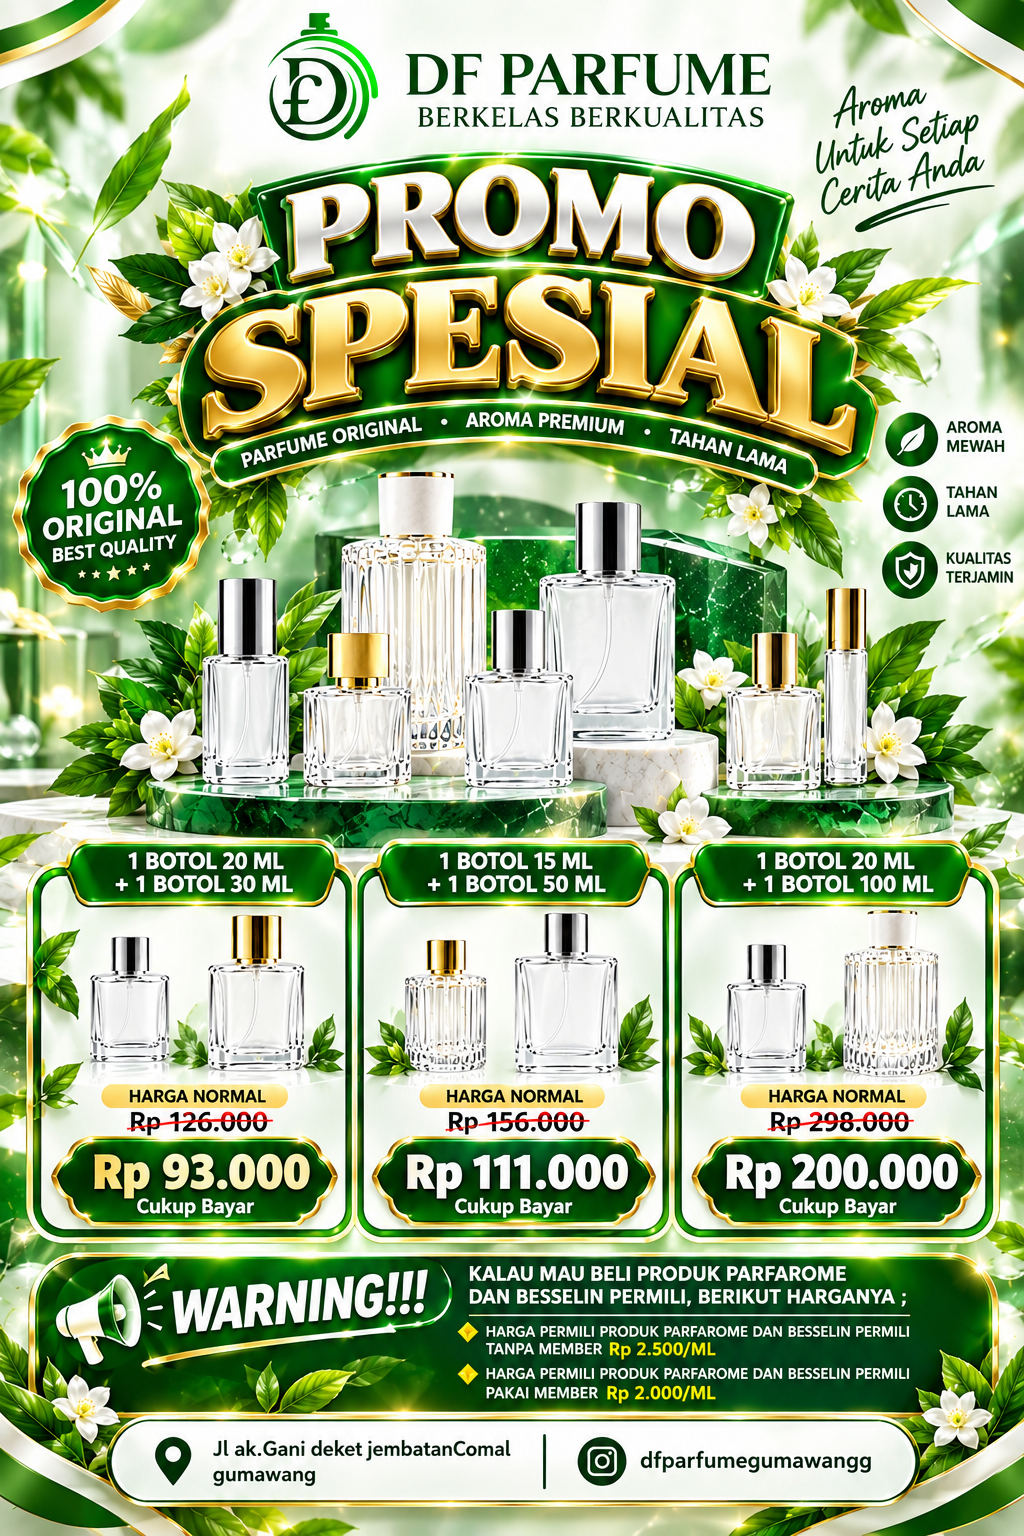 DF PARFUME
BERKELAS BERKUALITAS
Aroma
Untuk Setiap
Cerita Anda
PROMO
SPESIAL
PARFUME ORIGINAL • AROMA PREMIUM • TAHAN LAMA
100%
ORIGINAL
BEST QUALITY
AROMA
MEWAH
TAHAN
LAMA
KUALITAS
TERJAMIN
1 BOTOL 20 ML
+ 1 BOTOL 30 ML
HARGA NORMAL
Rp 126.000
Rp 93.000
Cukup Bayar
1 BOTOL 15 ML
+ 1 BOTOL 50 ML
HARGA NORMAL
Rp 156.000
Rp 111.000
Cukup Bayar
1 BOTOL 20 ML
+ 1 BOTOL 100 ML
HARGA NORMAL
Rp 298.000
Rp 200.000
Cukup Bayar
WARNING!!!
KALAU MAU BELI PRODUK PARFAROME
DAN BESSELIN PERMILI, BERIKUT HARGANYA ;
HARGA PERMILI PRODUK PARFAROME DAN BESSELIN PERMILI
TANPA MEMBER Rp 2.500/ML
HARGA PERMILI PRODUK PARFAROME DAN BESSELIN PERMILI
PAKAI MEMBER Rp 2.000/ML
Jl ak.Gani deket jembatanComal
gumawang
dfparfumegumawangg